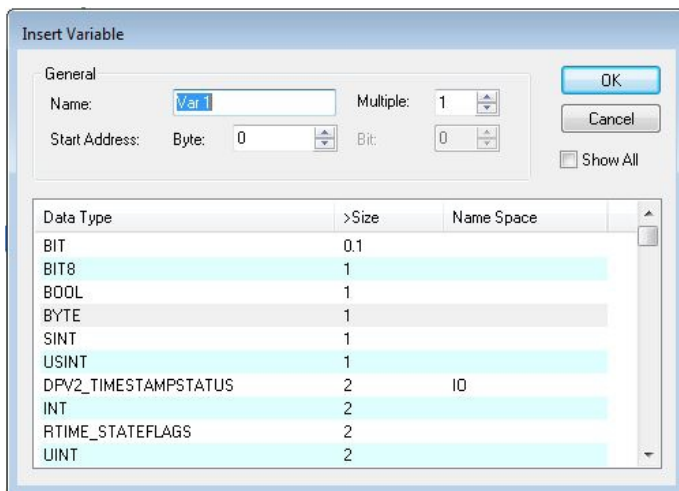 Insert Variable
General
Name: Var 1 Multiple: 1
Start Address: Byte: 0 Bit: 0
OK
Cancel
Show All
Data Type >Size Name Space
BIT 0.1
BIT8 1
BOOL 1
BYTE 1
SINT 1
USINT 1
DPV2_TIMESTAMPSTATUS 2 IO
INT 2
RTIME_STATEFLAGS 2
UINT 2